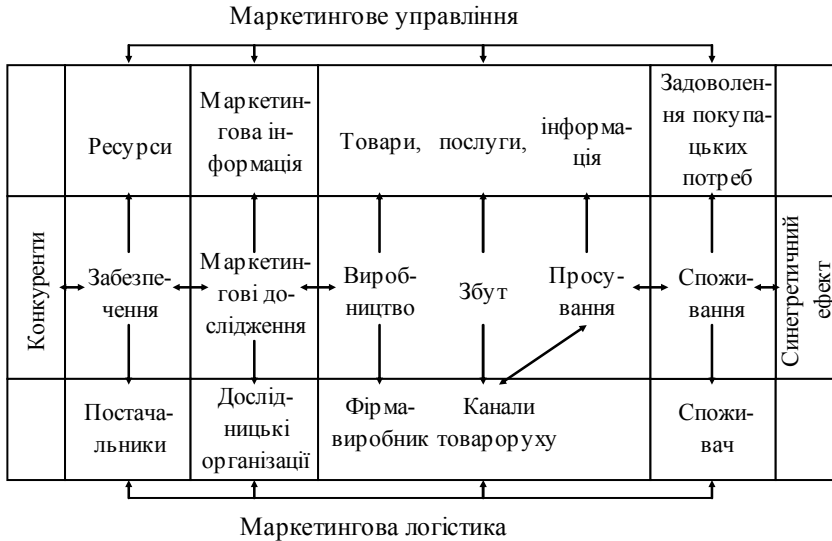 Маркетингове управління
Ресурси
Маркетин-
гова ін-
формація
Товари, послуги, інформа-
ція
Задоволен-
ня покупа-
цьких
потреб
Конкуренти
Забезпе-
чення
Маркетин-
гові до-
слідження
Вироб-
ництво
Збут
Просу-
вання
Спожи-
вання
Синегретичний
ефект
Постача-
льники
Дослід-
ницькі
організації
Фірма-
виробник
Канали
товароруху
Спожи-
вач
Маркетингова логістика